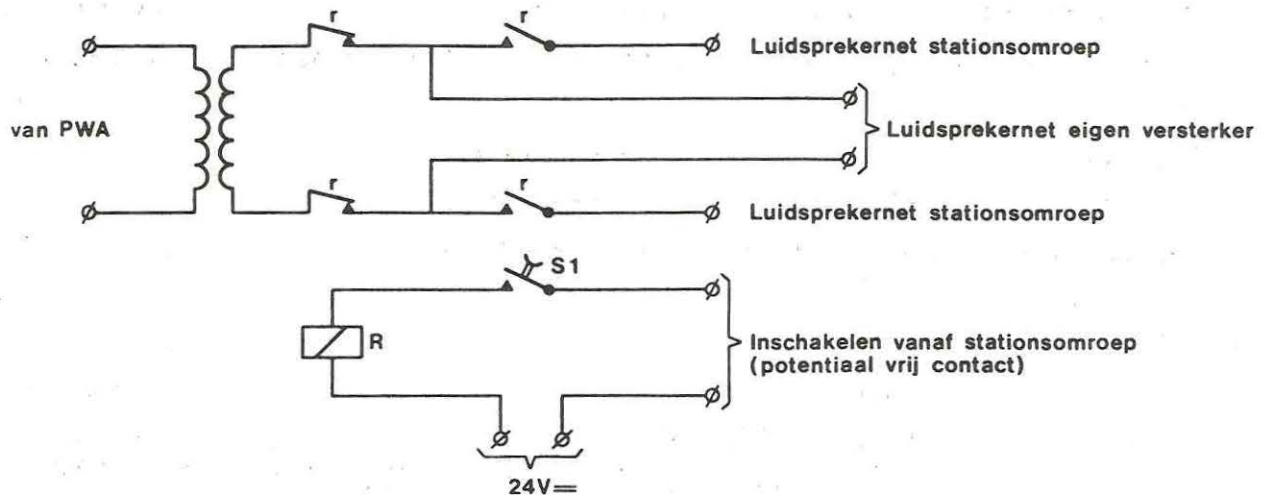 r
r
Luidsprekernet stationsomroep
van PWA
Luidsprekernet eigen versterker
r
r
Luidsprekernet stationsomroep
S1
R
Inschakelen vanaf stationsomroep
(potentiaal vrij contact)
24V=